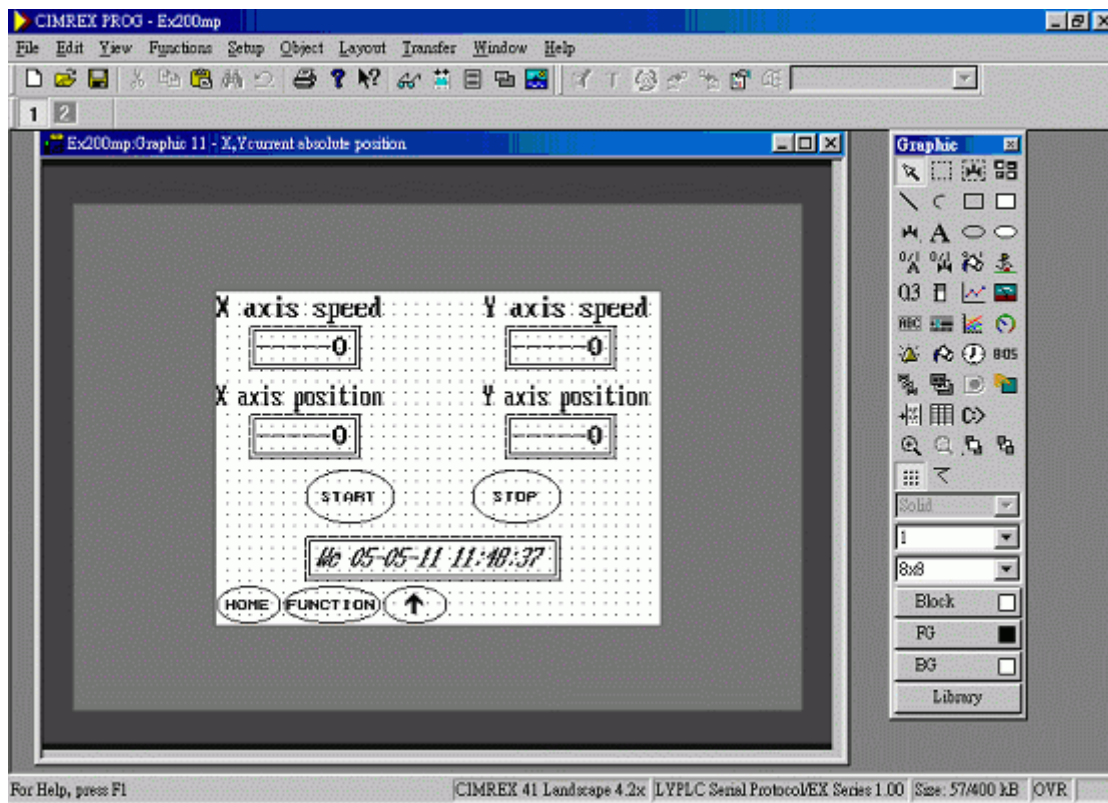 CIMREX PROG - Ex200mp
File Edit View Functions Setup Object Layout Transfer Window Help
1 2
Ex200mp:Graphic 11 - X,Ycurrent absolute position
Graphic
X axis speed Y axis speed
------0 ------0
X axis position Y axis position
------0 ------0
START STOP
We 05-05-11 11:48:37
HOME FUNCTION
Solid
1
8x8
Block
FG
BG
Library
For Help, press F1 CIMREX 41 Landscape 4.2x LYPLC Serial Protocol/EX Series 1.00 Size: 57/400 kB OVR